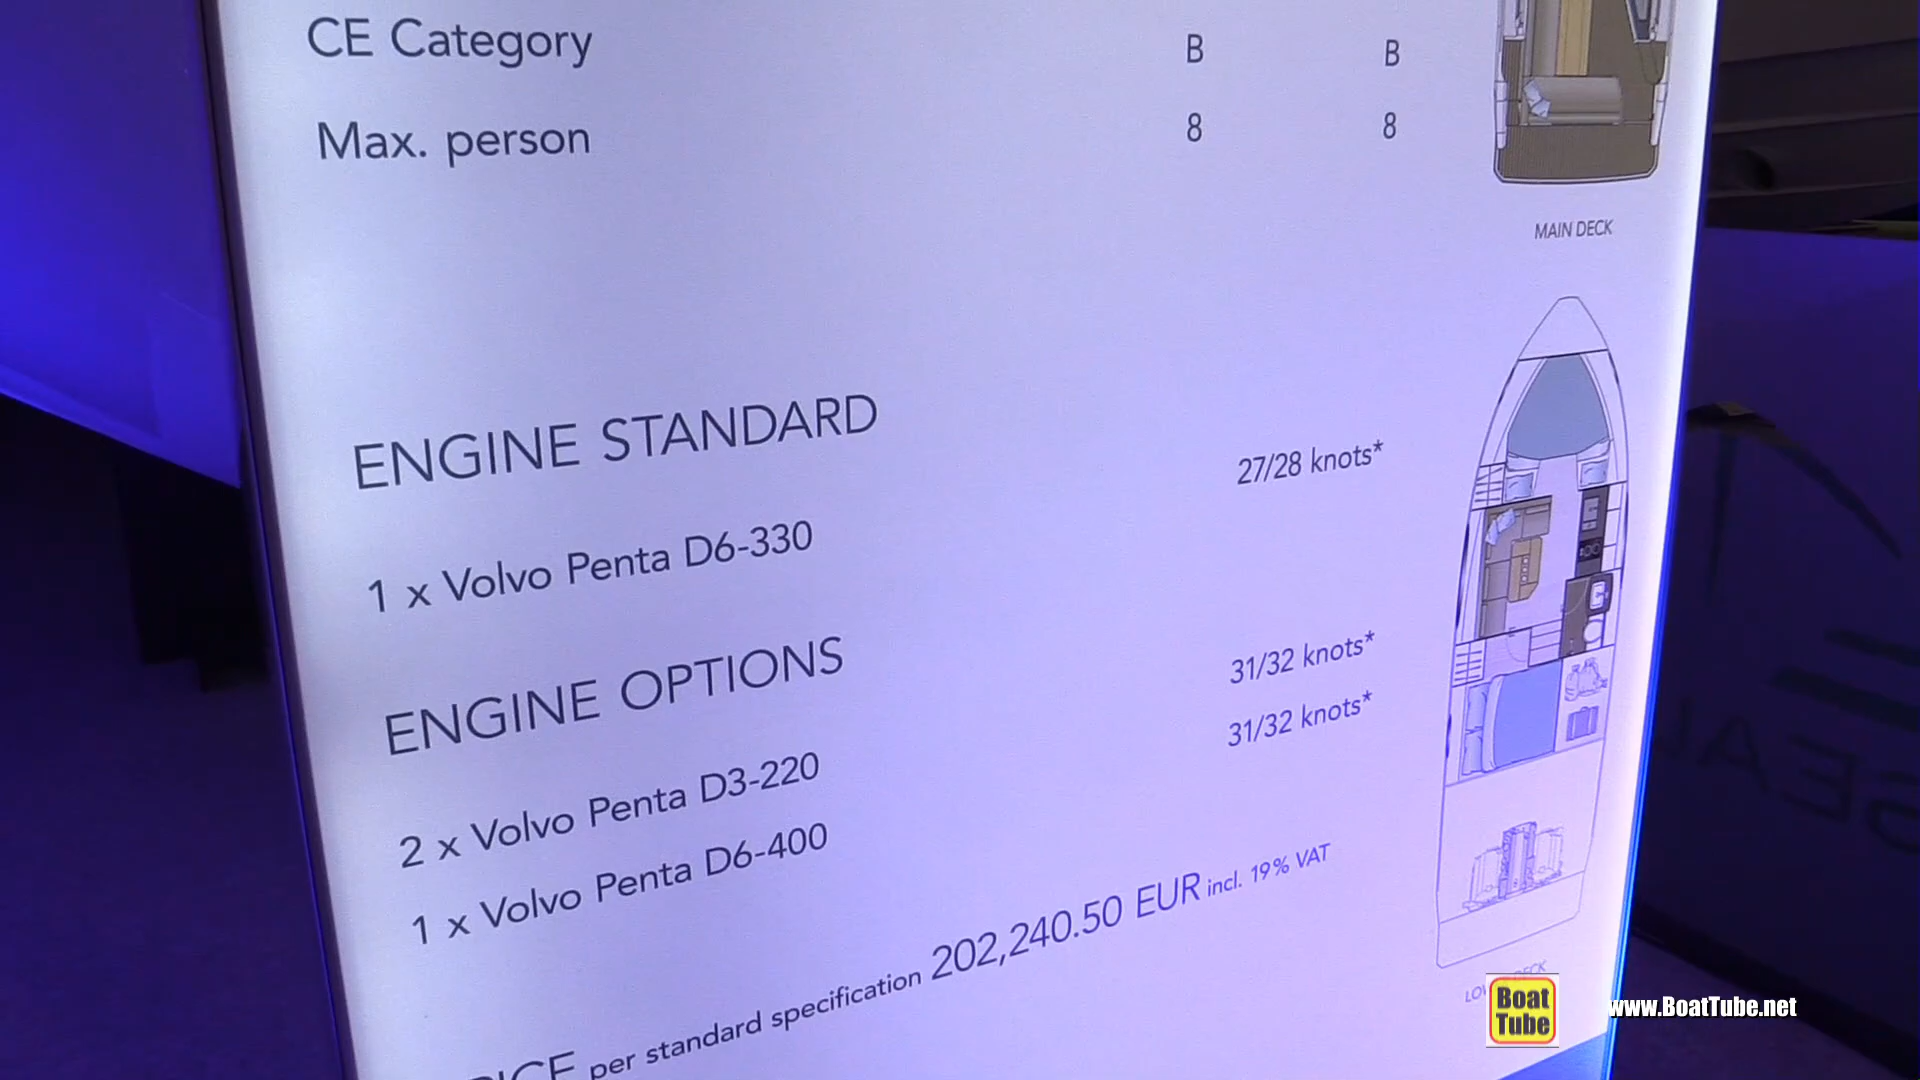 CE Category B B
Max. person 8 8
MAIN DECK
ENGINE STANDARD
1 x Volvo Penta D6-330 27/28 knots*
ENGINE OPTIONS
2 x Volvo Penta D3-220 31/32 knots*
1 x Volvo Penta D6-400 31/32 knots*
per standard specification 202,240.50 EUR incl. 19% VAT
Boat
Tube
www.BoatTube.net